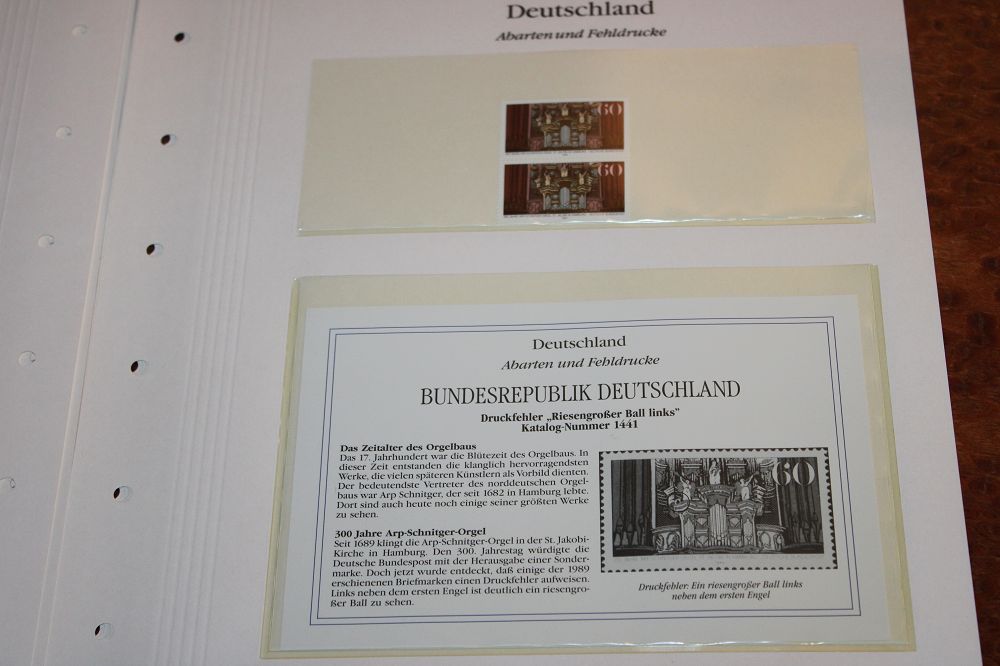 Deutschland
Abarten und Fehldrucke
60
60
Deutschland
Abarten und Fehldrucke
BUNDESREPUBLIK DEUTSCHLAND
Druckfehler „Riesengroßer Ball links"
Katalog-Nummer 1441
Das Zeitalter des Orgelbaus
Das 17. Jahrhundert war die Blütezeit des Orgelbaus. In
dieser Zeit entstanden die klanglich hervorragendsten
Werke, die vielen späteren Künstlern als Vorbild dienten.
Der bedeutendste Vertreter des norddeutschen Orgel-
baus war Arp Schnitger, der seit 1682 in Hamburg lebte.
Dort sind auch heute noch einige seiner größten Werke
zu sehen.
300 Jahre Arp-Schnitger-Orgel
Seit 1689 klingt die Arp-Schnitger-Orgel in der St. Jakobi-
Kirche in Hamburg. Den 300. Jahrestag würdigte die
Deutsche Bundespost mit der Herausgabe einer Sonder-
marke. Doch jetzt wurde entdeckt, daß einige der 1989
erschienenen Briefmarken einen Druckfehler aufweisen.
Links neben dem ersten Engel ist deutlich ein riesengro-
ßer Ball zu sehen.
60
Druckfehler: Ein riesengroßer Ball links
neben dem ersten Engel